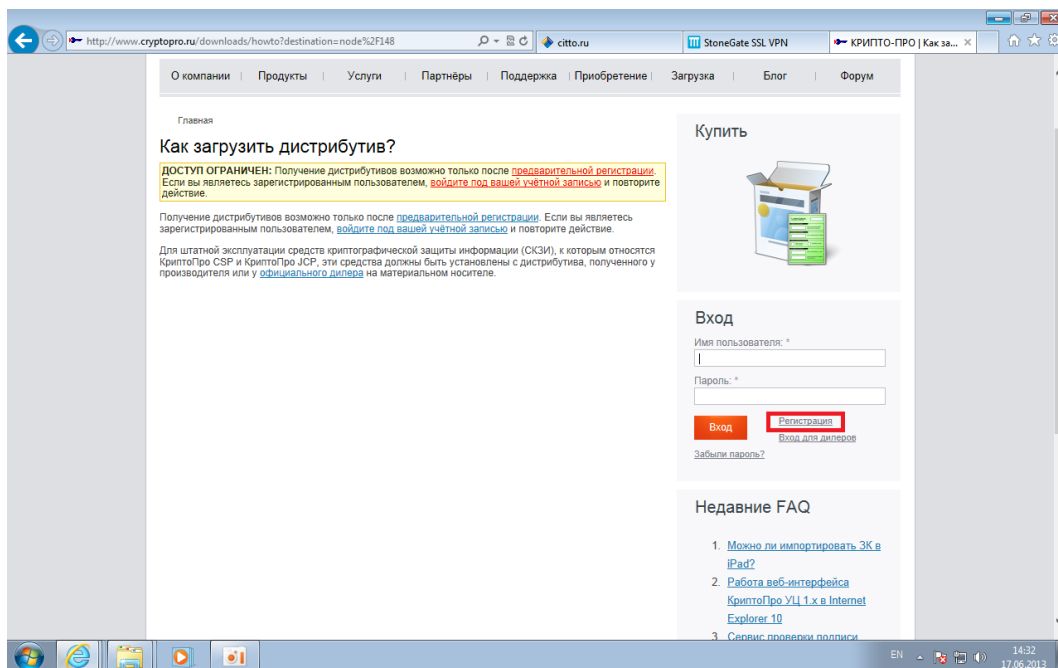 http://www.cryptopro.ru/downloads/howto?destination=node%2F148
citto.ru
StoneGate SSL VPN
КРИПТО-ПРО | Как за...
О компании | Продукты | Услуги | Партнёры | Поддержка | Приобретение | Загрузка | Блог | Форум
Главная
Как загрузить дистрибутив?
ДОСТУП ОГРАНИЧЕН: Получение дистрибутивов возможно только после предварительной регистрации.
Если вы являетесь зарегистрированным пользователем, войдите под вашей учётной записью и повторите
действие.
Получение дистрибутивов возможно только после предварительной регистрации. Если вы являетесь
зарегистрированным пользователем, войдите под вашей учётной записью и повторите действие.
Для штатной эксплуатации средств криптографической защиты информации (СКЗИ), к которым относятся
КриптоПро CSP и КриптоПро JCP, эти средства должны быть установлены с дистрибутива, полученного у
производителя или у официального дилера на материальном носителе.
Купить
Вход
Имя пользователя: *
Пароль: *
Вход
Регистрация
Вход для дилеров
Забыли пароль?
Недавние FAQ
1. Можно ли импортировать ЗК в
iPad?
2. Работа веб-интерфейса
КриптоПро УЦ 1.x в Internet
Explorer 10
3. Сервис проверки подписи
EN
14:32
17.06.2013